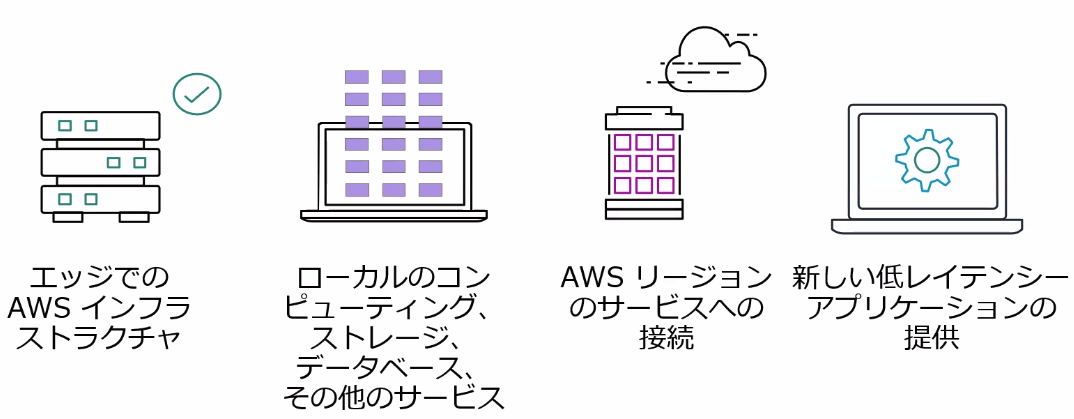 エッジでの
AWS インフラ
ストラクチャ
ローカルのコン
ピューティング、
ストレージ、
データベース、
その他のサービス
AWS リージョン
のサービスへの
接続
新しい低レイテンシー
アプリケーションの
提供